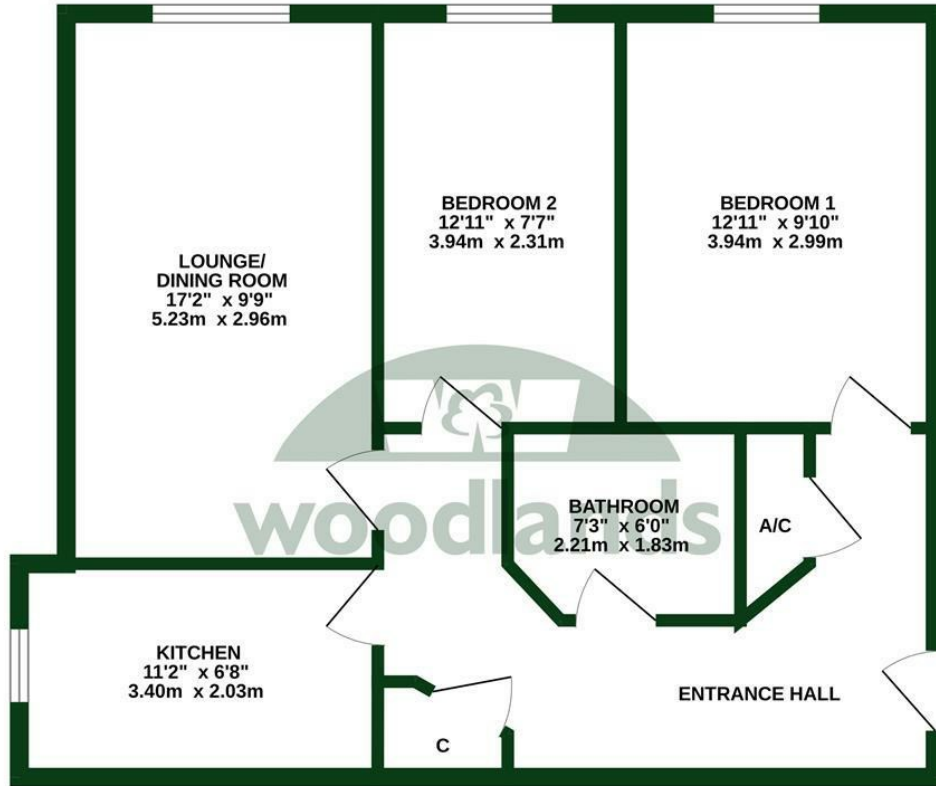 BEDROOM 2
12'11" x 7'7"
3.94m x 2.31m
BEDROOM 1
12'11" x 9'10"
3.94m x 2.99m
LOUNGE/
DINING ROOM
17'2" x 9'9"
5.23m x 2.96m
woodlands
BATHROOM
7'3" x 6'0"
2.21m x 1.83m
A/C
KITCHEN
11'2" x 6'8"
3.40m x 2.03m
ENTRANCE HALL
C